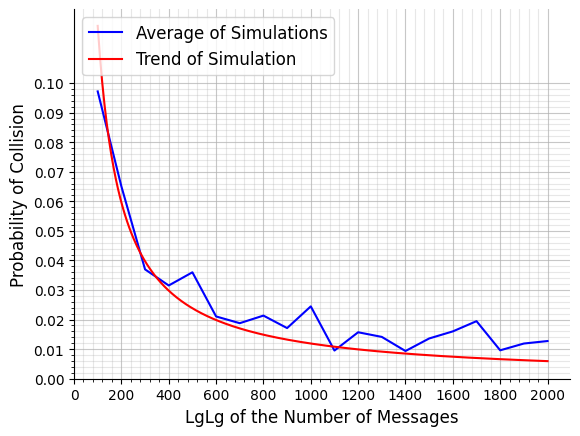 Average of Simulations
Trend of Simulation
Probability of Collision
0.10
0.09
0.08
0.07
0.06
0.05
0.04
0.03
0.02
0.01
0.00
0 200 400 600 800 1000 1200 1400 1600 1800 2000
LgLg of the Number of Messages